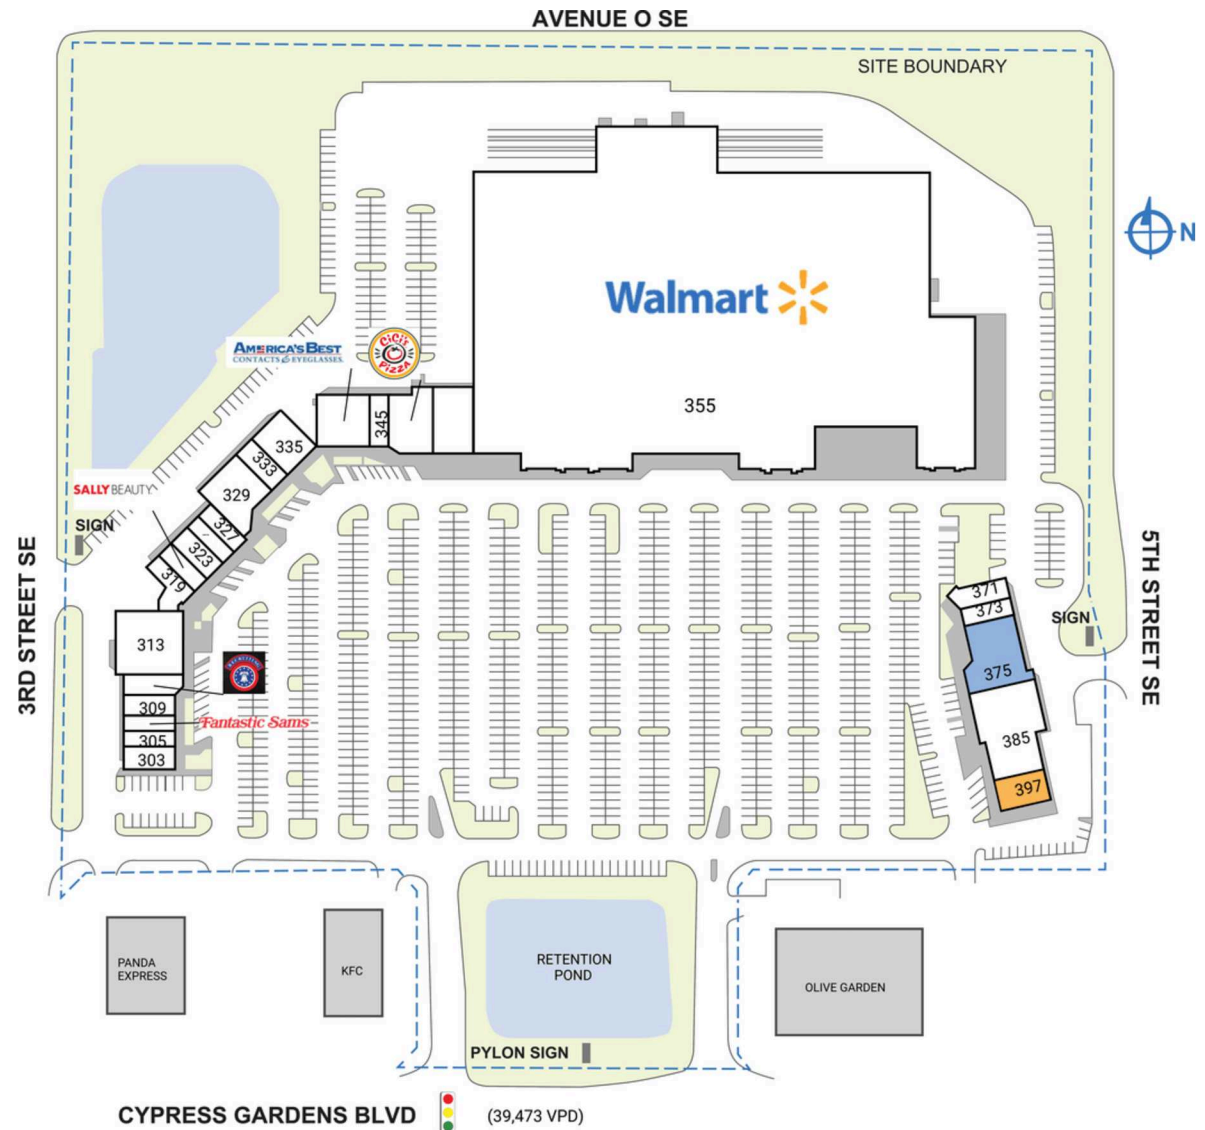 AVENUE O SE
SITE BOUNDARY
N
Walmart
AMERICA'S BEST
CONTACTS & EYEGLASSES
CiCi's
Pizza
355
345
335
333
329
SALLY BEAUTY
327
323
319
SIGN
3RD STREET SE
5TH STREET SE
371
373
SIGN
313
375
309
Fantastic Sams
305
385
303
397
PANDA
EXPRESS
KFC
RETENTION
POND
OLIVE GARDEN
PYLON SIGN
CYPRESS GARDENS BLVD
(39,473 VPD)